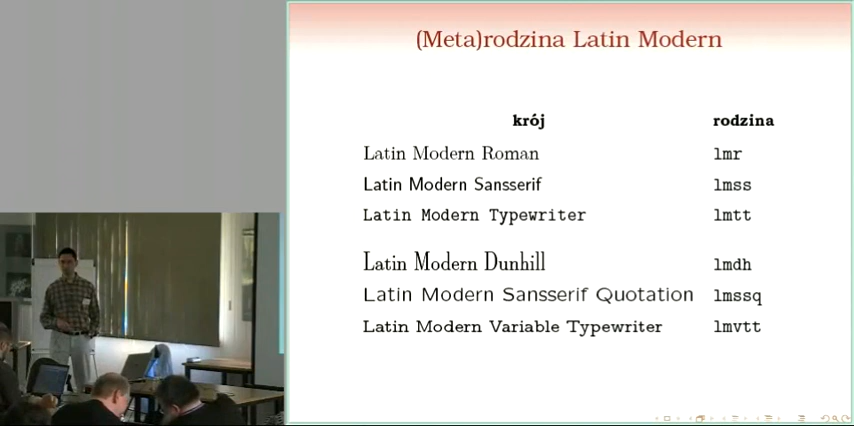 (Meta)rodzina Latin Modern
krój rodzina
Latin Modern Roman lmr
Latin Modern Sansserif lmss
Latin Modern Typewriter lmtt
Latin Modern Dunhill lmdh
Latin Modern Sansserif Quotation lmssq
Latin Modern Variable Typewriter lmvtt